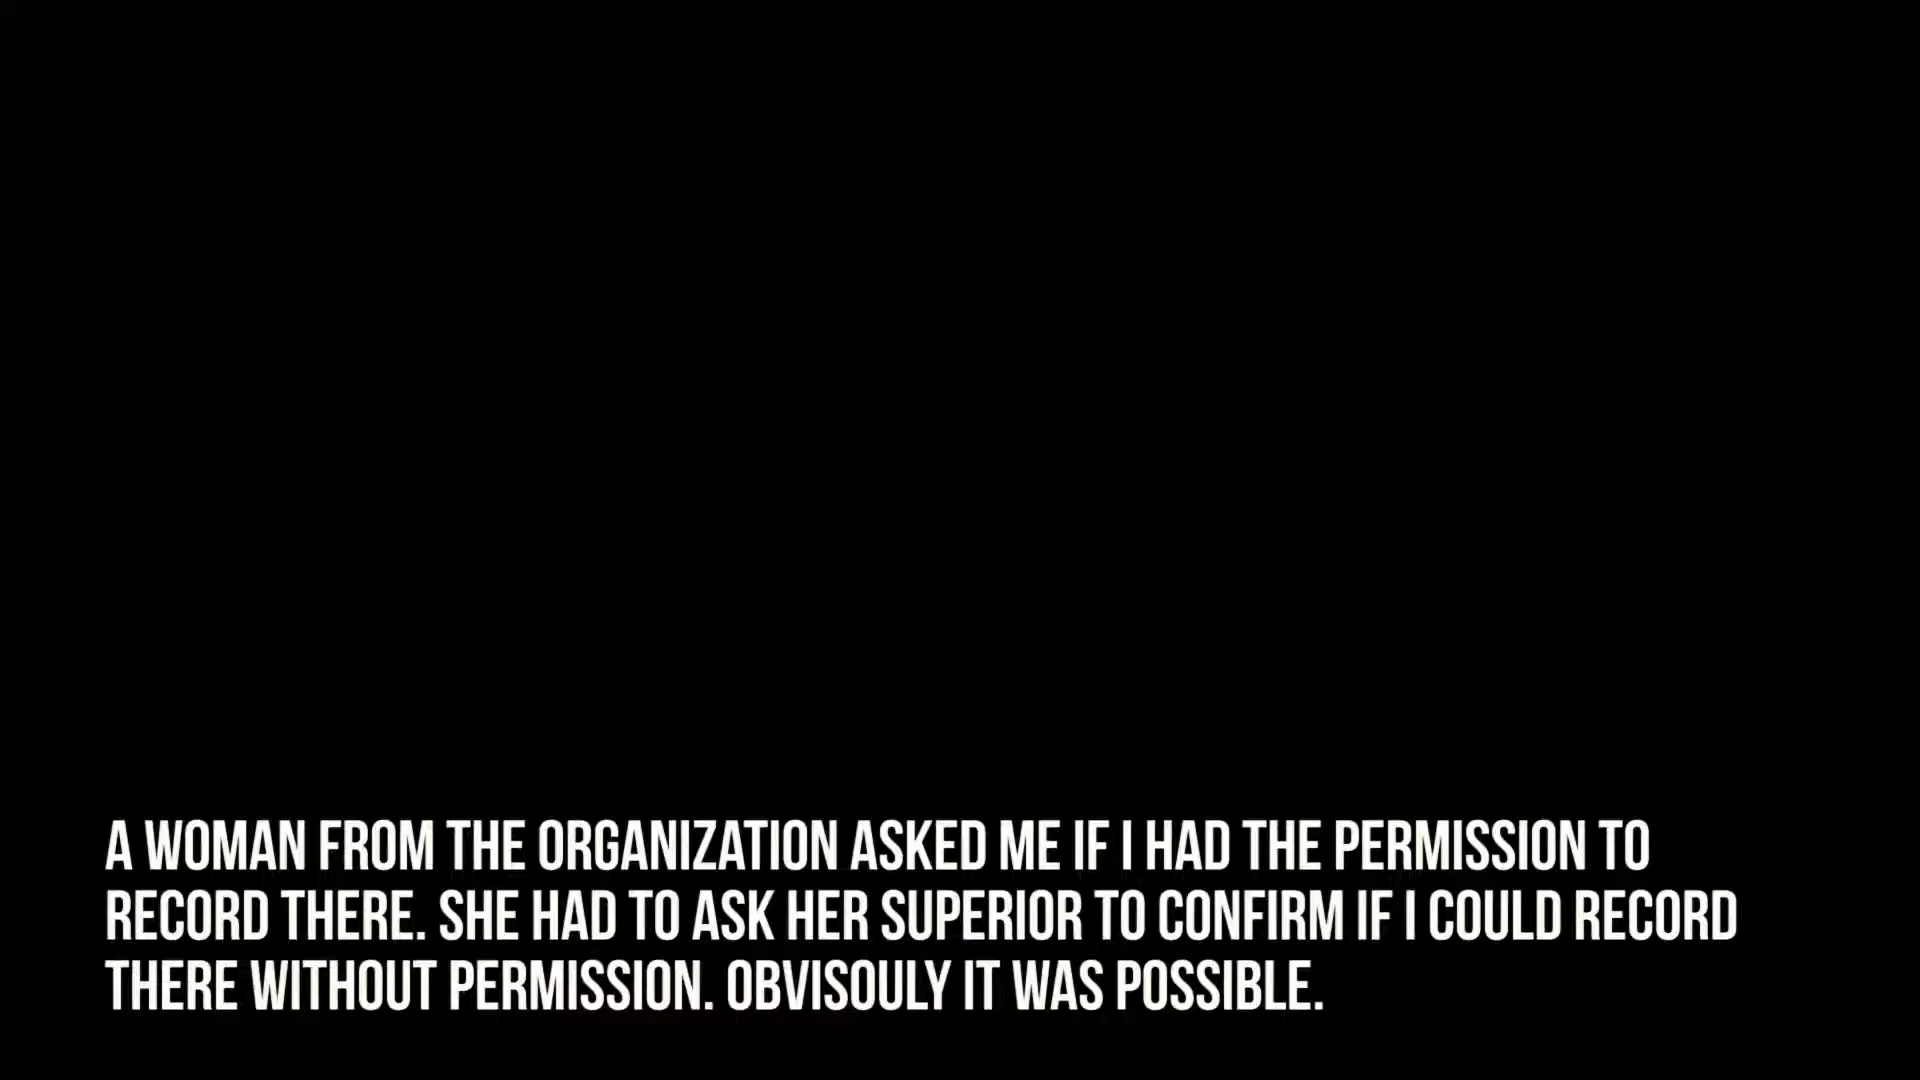 A WOMAN FROM THE ORGANIZATION ASKED ME IF I HAD THE PERMISSION TO
RECORD THERE. SHE HAD TO ASK HER SUPERIOR TO CONFIRM IF I COULD RECORD
THERE WITHOUT PERMISSION. OBVISOULY IT WAS POSSIBLE.